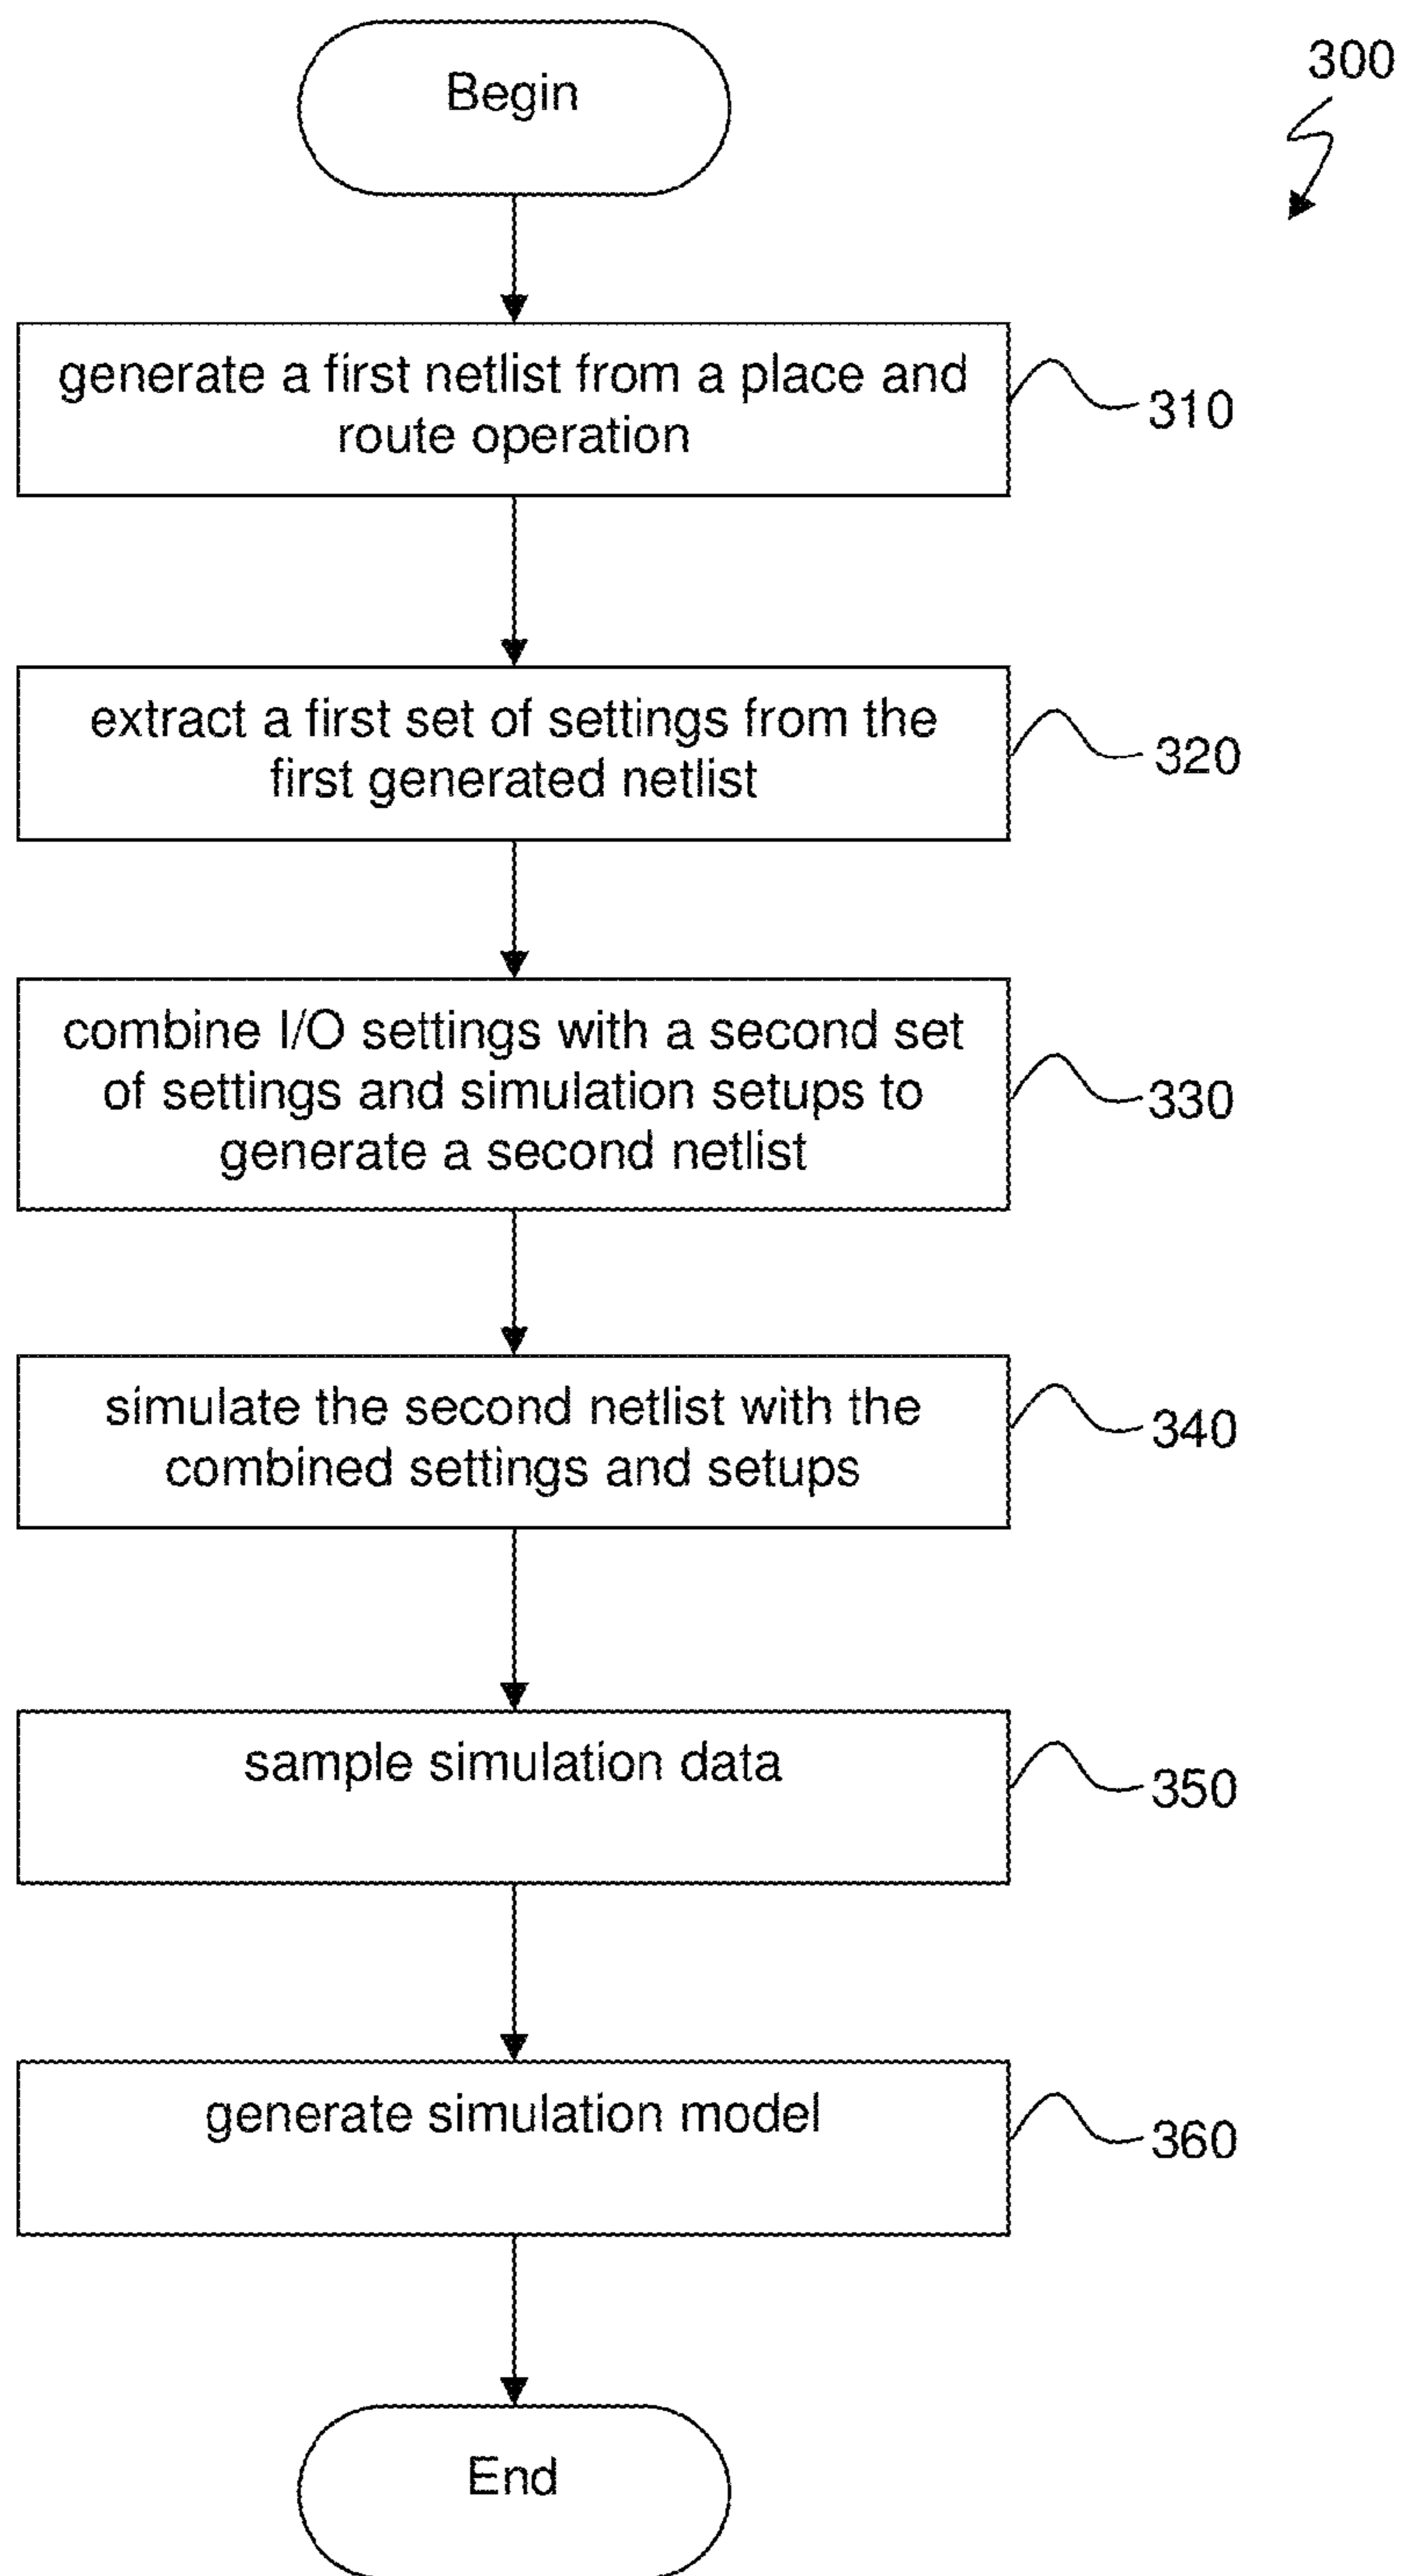 Begin
300
generate a first netlist from a place and
route operation
310
extract a first set of settings from the
first generated netlist
320
combine I/O settings with a second set
of settings and simulation setups to
generate a second netlist
330
simulate the second netlist with the
combined settings and setups
340
sample simulation data
350
generate simulation model
360
End